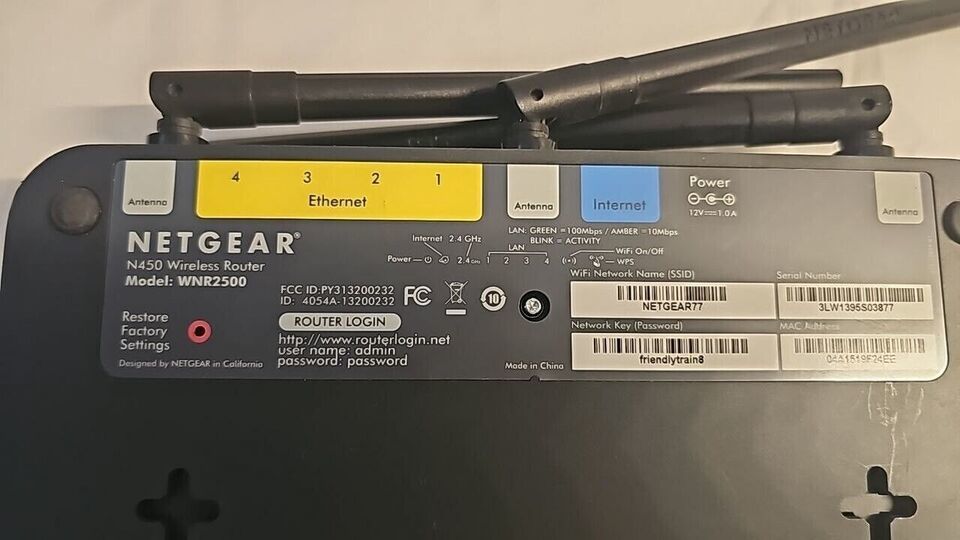 Antenna
4 3 2 1
Ethernet
Antenna
Internet
Power
12V 1.0A
Antenna
NETGEAR®
N450 Wireless Router
Model: WNR2500
LAN: GREEN =100Mbps / AMBER =10Mbps
BLINK = ACTIVITY
Internet 2.4 GHz
LAN
WiFi On/Off
Power
2.4 GHz 1 2 3 4
WPS
FCC ID:PY313200232
ID: 4054A-13200232
FC
10
ROUTER LOGIN
http://www.routerlogin.net
user name: admin
password: password
Restore
Factory
Settings
Designed by NETGEAR in California
Made in China
WiFi Network Name (SSID)
NETGEAR77
Serial Number
3LW1395S03877
Network Key (Password)
friendlytrain8
MAC Address